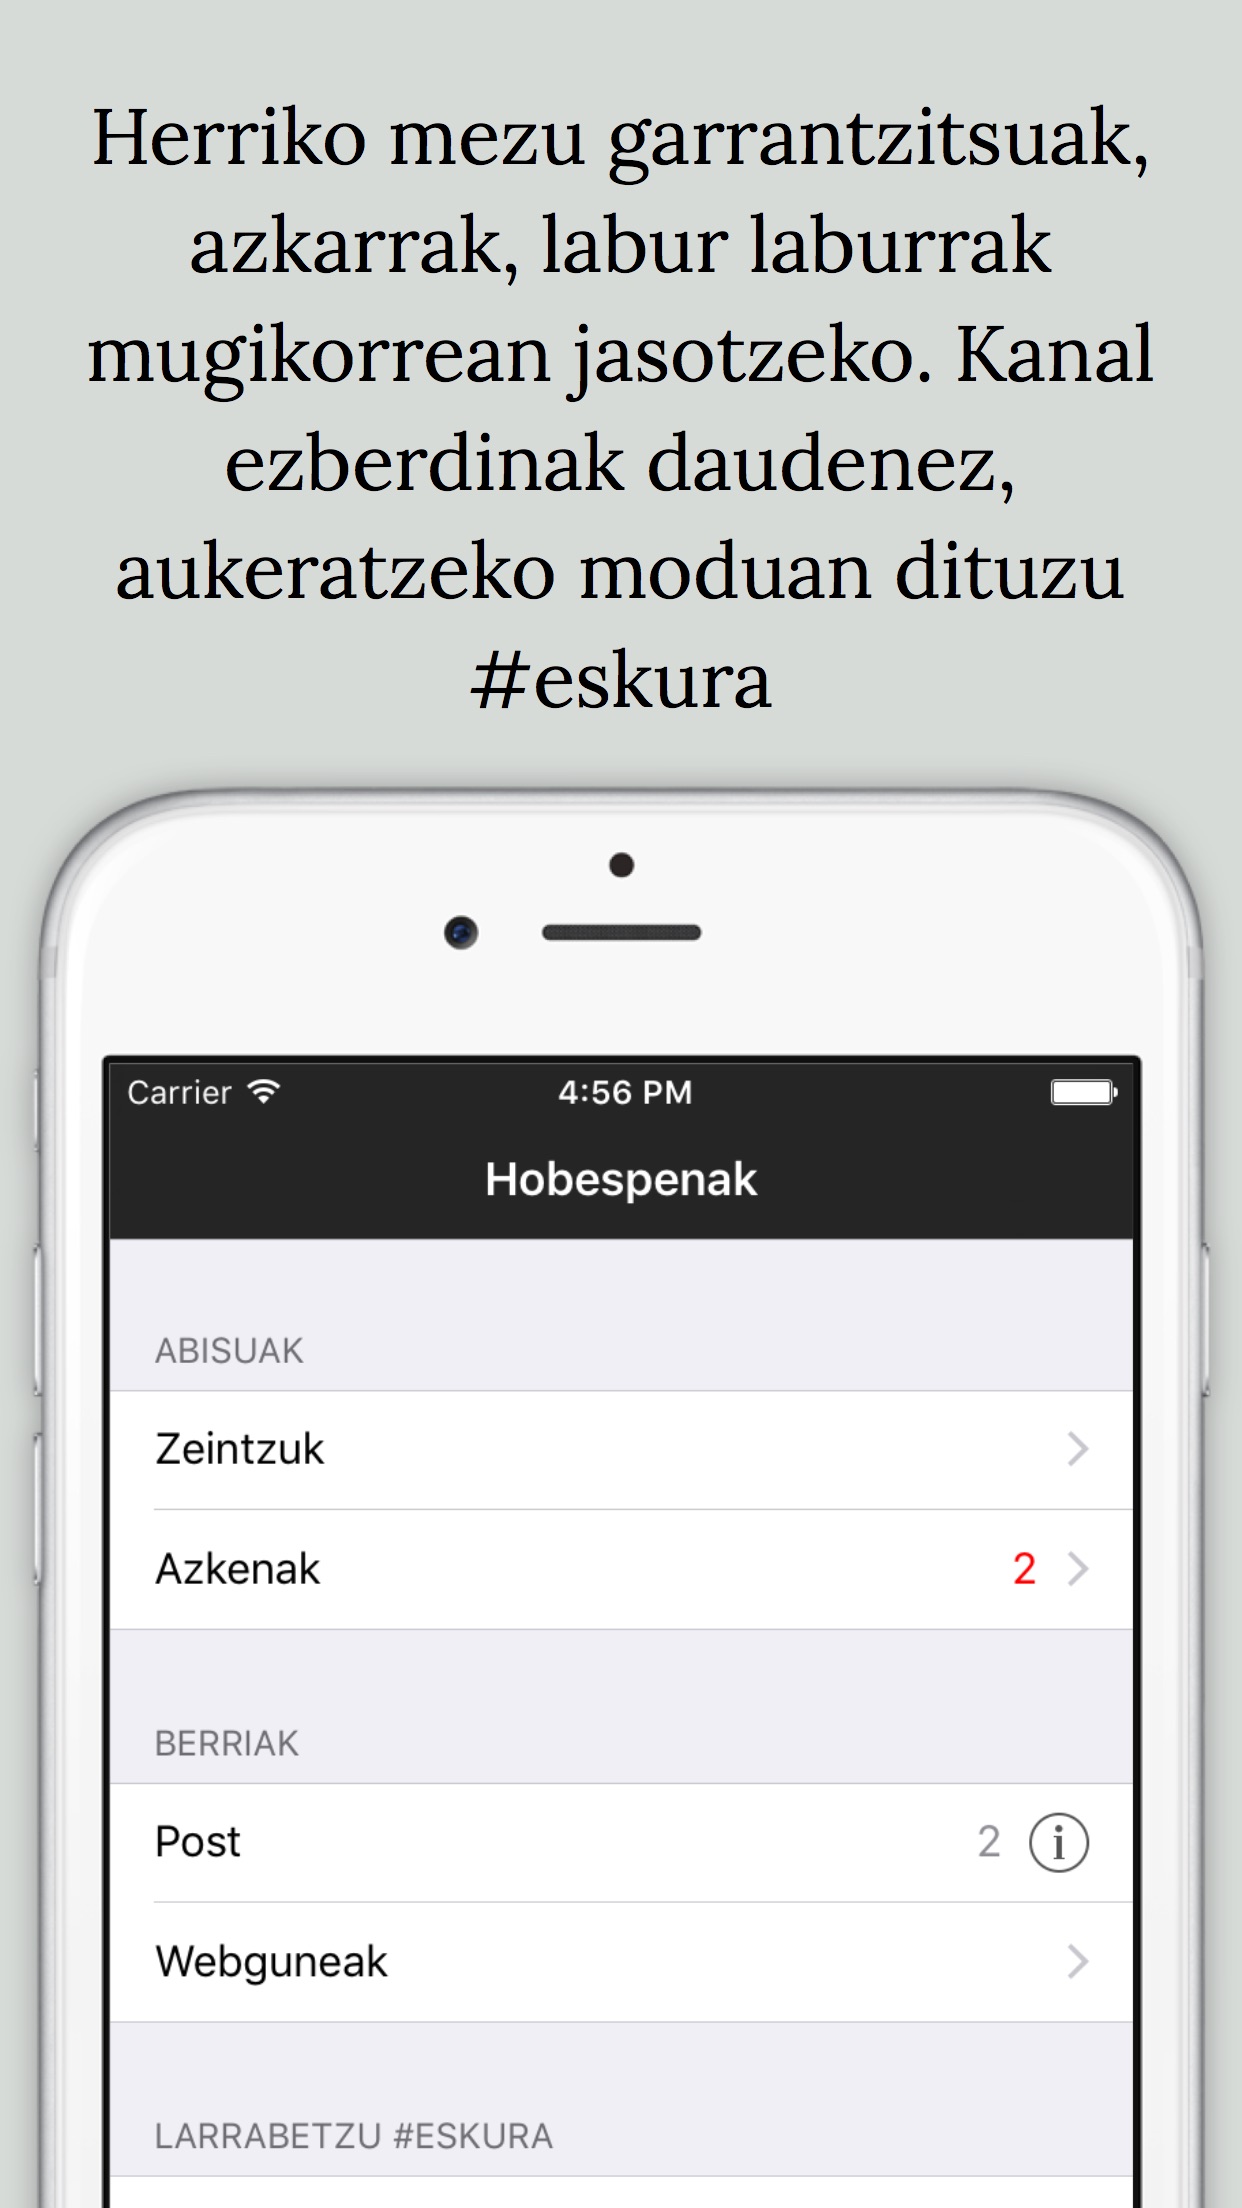 Herriko mezu garrantzitsuak,
azkarrak, labur laburrak
mugikorrean jasotzeko. Kanal
ezberdinak daudenez,
aukeratzeko moduan dituzu
#eskura
Carrier 4:56 PM
Hobespenak
ABISUAK
Zeintzuk
Azkenak 2
BERRIAK
Post 2 i
Webguneak
LARRABETZU #ESKURA